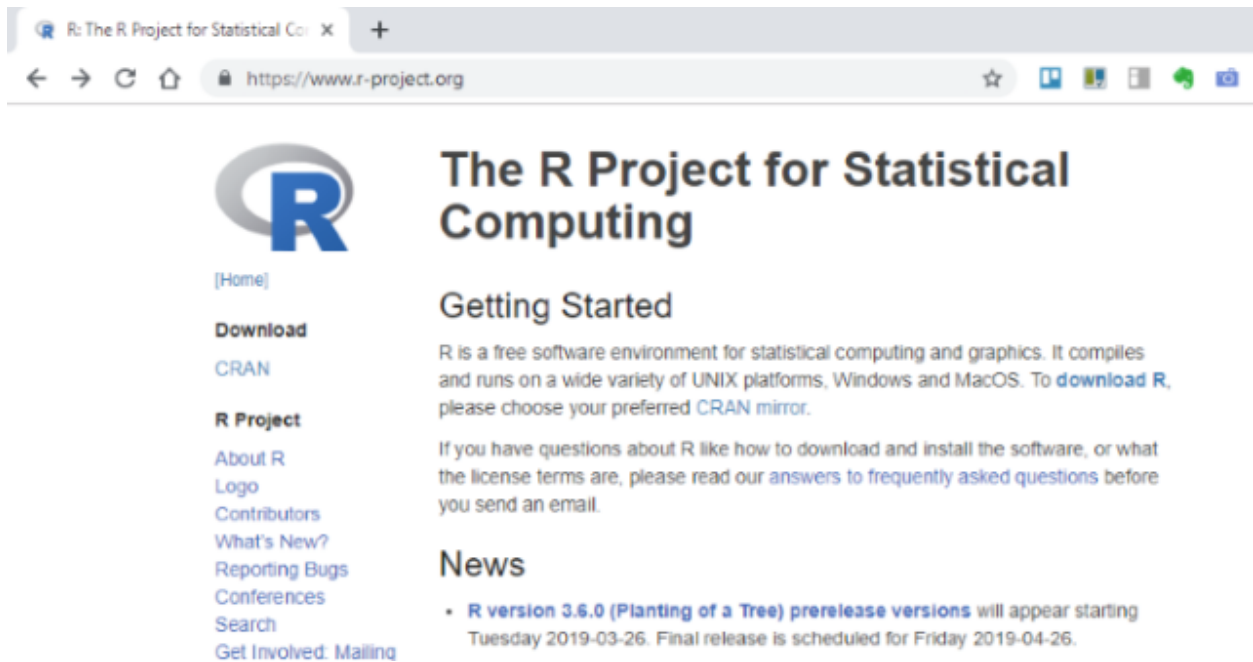 R: The R Project for Statistical Co
https://www.r-project.org
R
[Home]
Download
CRAN
R Project
About R
Logo
Contributors
What's New?
Reporting Bugs
Conferences
Search
Get Involved: Mailing
The R Project for Statistical
Computing
Getting Started
R is a free software environment for statistical computing and graphics. It compiles
and runs on a wide variety of UNIX platforms, Windows and MacOS. To download R,
please choose your preferred CRAN mirror.
If you have questions about R like how to download and install the software, or what
the license terms are, please read our answers to frequently asked questions before
you send an email.
News
• R version 3.6.0 (Planting of a Tree) prerelease versions will appear starting
Tuesday 2019-03-26. Final release is scheduled for Friday 2019-04-26.